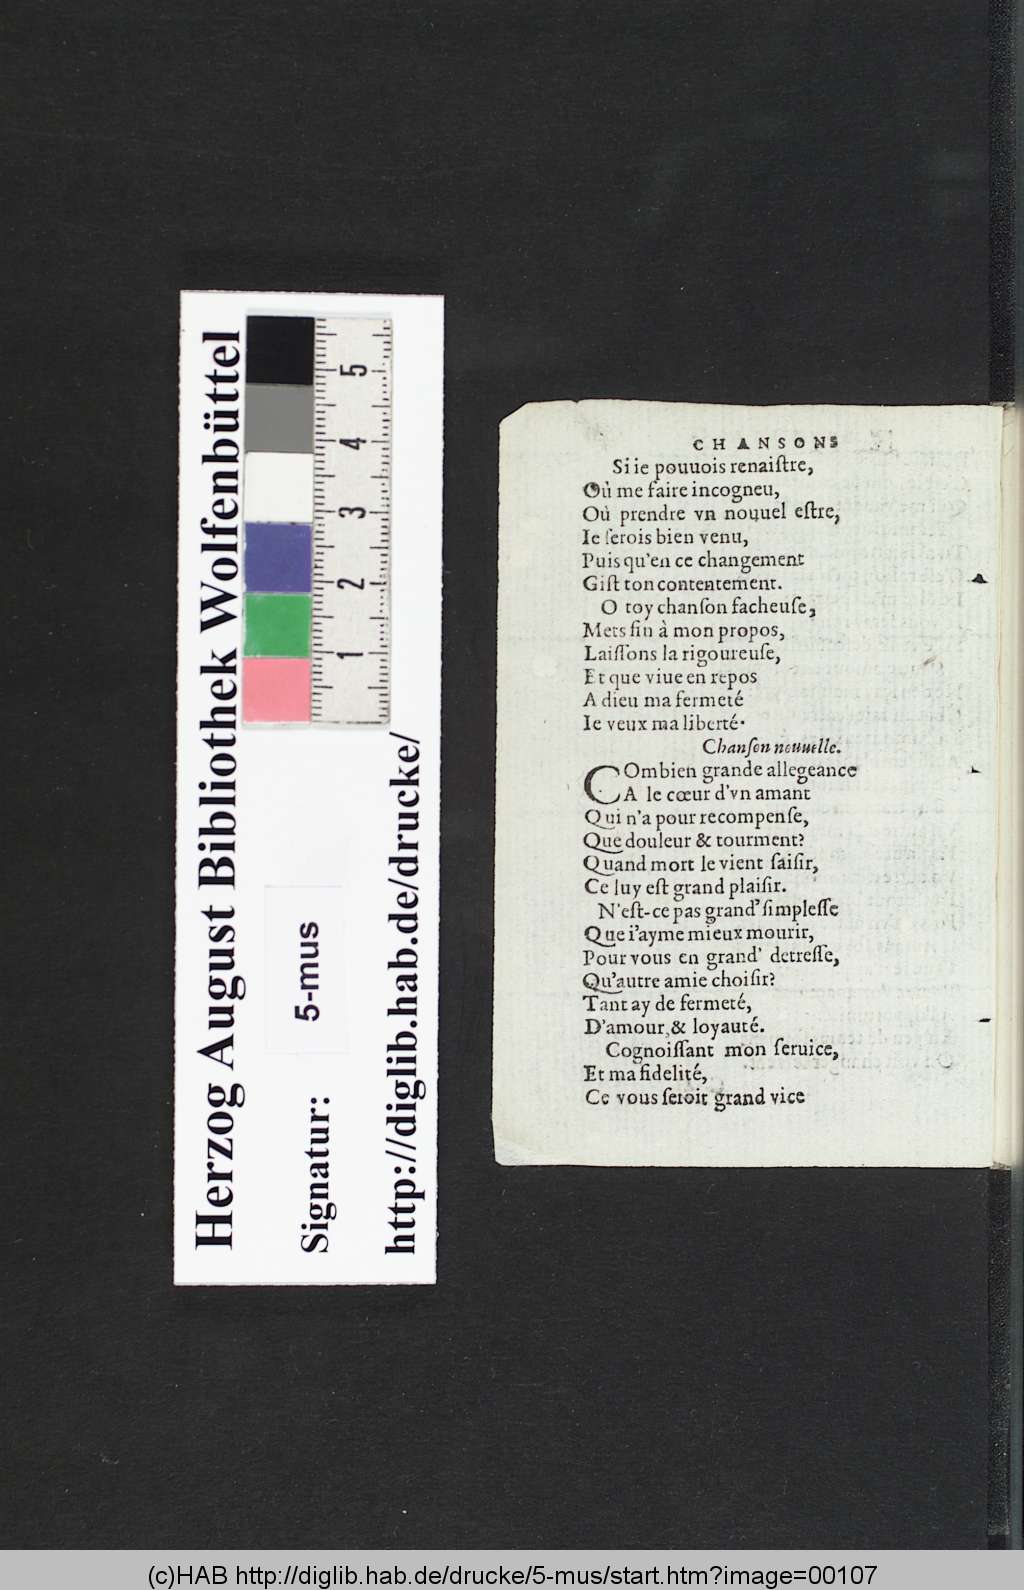 Herzog August Bibliothek Wolfenbüttel
Signatur: 5-mus
http://diglib.hab.de/drucke/
1 2 3 4 5
CHANSONS
Si ie pouuois renaiſtre,
Où me faire incogneu,
Où prendre vn nouuel eſtre,
Ie ſerois bien venu,
Puis qu'en ce changement
Giſt ton contentement.
O toy chanſon facheuſe,
Mets fin à mon propos,
Laiſſons la rigoureuſe,
Et que viue en repos
A dieu ma fermeté
Ie veux ma liberté.
Chanſon nouuelle.
COmbien grande allegeance
A le cœur d'vn amant
Qui n'a pour recompenſe,
Que douleur & tourment?
Quand mort le vient ſaiſir,
Ce luy eſt grand plaiſir.
N'eſt-ce pas grand' ſimpleſſe
Que i'ayme mieux mourir,
Pour vous en grand' detreſſe,
Qu'autre amie choiſir?
Tant ay de fermeté,
D'amour, & loyauté.
Cognoiſſant mon ſeruice,
Et ma fidelité,
Ce vous ſeroit grand vice
(c)HAB http://diglib.hab.de/drucke/5-mus/start.htm?image=00107